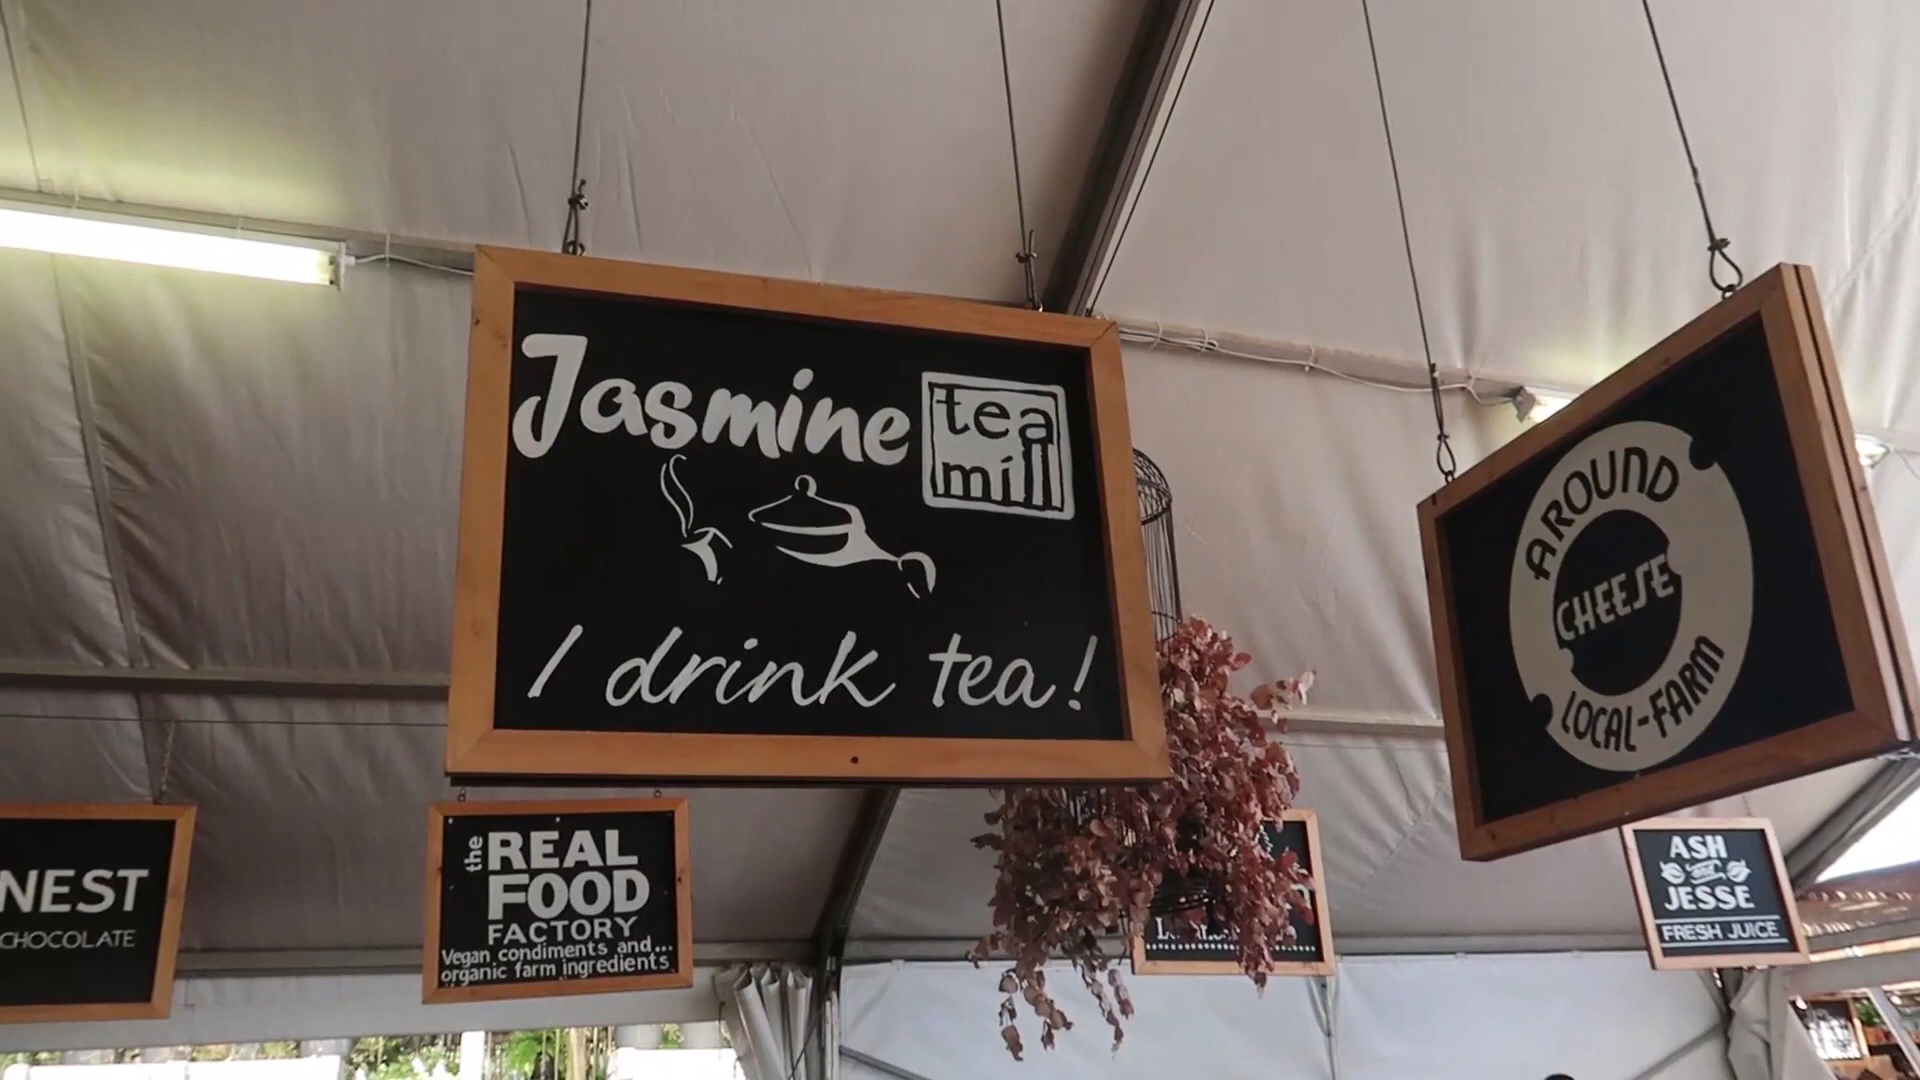 Jasmine
tea
mill
I drink tea!
AROUND
CHEESE
LOCAL-FARM
NEST
CHOCOLATE
the REAL
FOOD
FACTORY
Vegan condiments and...
organic farm ingredients
ASH
and
JESSE
FRESH JUICE